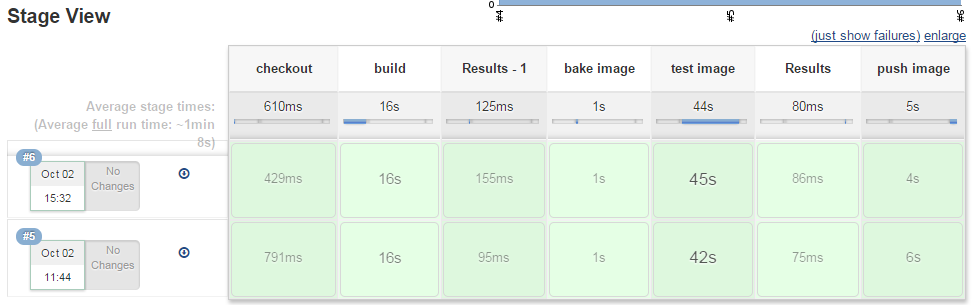 Stage View
0
#4
#5
#6
(just show failures) enlarge
checkout build Results - 1 bake image test image Results push image
Average stage times:
(Average full run time: ~1min
8s)
610ms 16s 125ms 1s 44s 80ms 5s
#6
Oct 02
15:32
No
Changes
429ms 16s 155ms 1s 45s 86ms 4s
#5
Oct 02
11:44
No
Changes
791ms 16s 95ms 1s 42s 75ms 6s